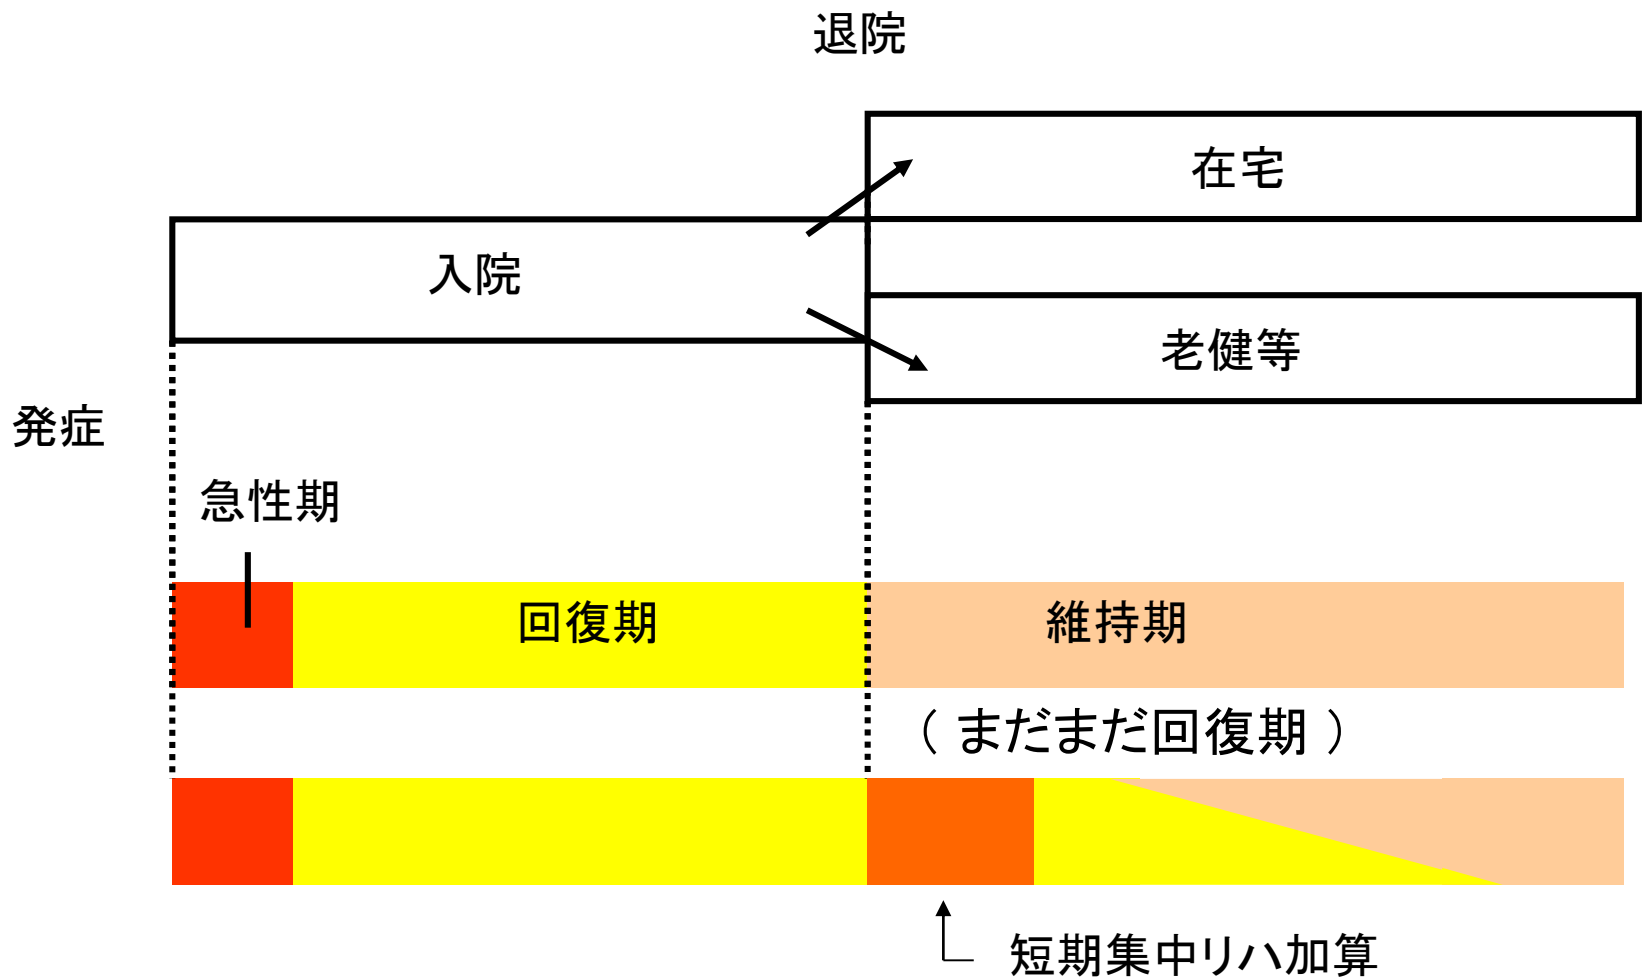 退院
在宅
入院
老健等
発症
急性期
回復期
維持期
（ まだまだ回復期 ）
短期集中リハ加算